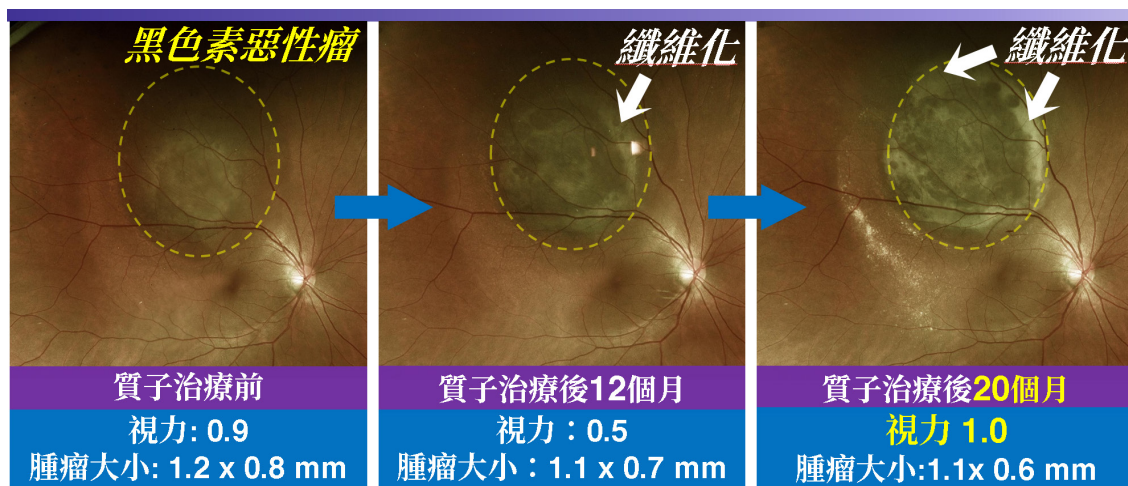 黑色素惡性瘤
纖維化
纖維化
質子治療前
視力: 0.9
腫瘤大小: 1.2 x 0.8 mm
質子治療後12個月
視力：0.5
腫瘤大小：1.1 x 0.7 mm
質子治療後20個月
視力 1.0
腫瘤大小:1.1x 0.6 mm